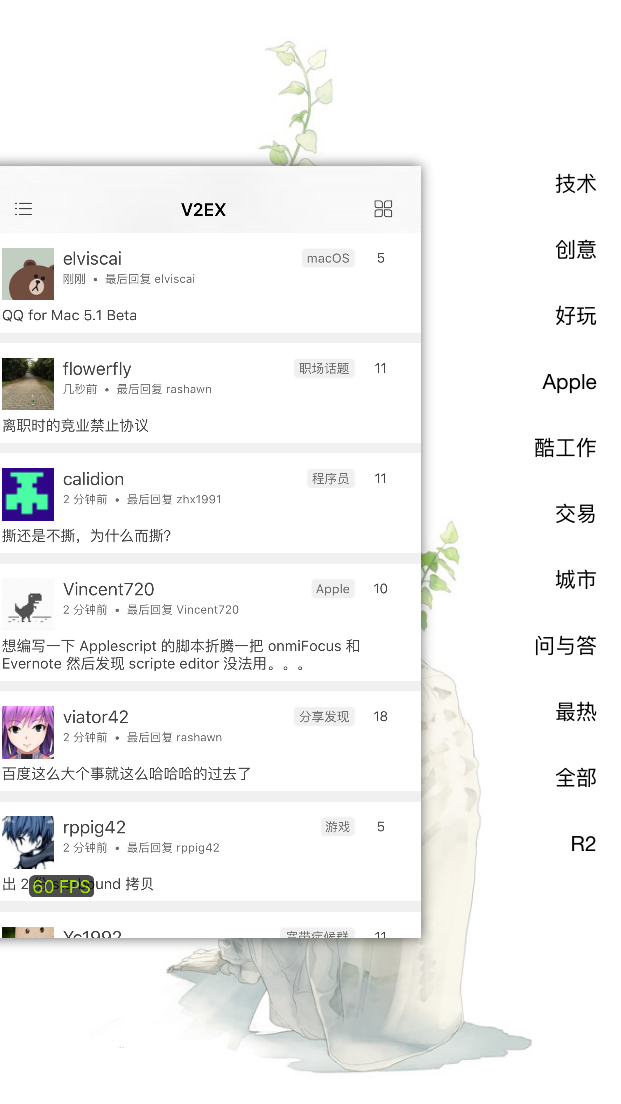 V2EX
elviscai
macOS
5
刚刚 • 最后回复 elviscai
QQ for Mac 5.1 Beta
flowerfly
职场话题
11
几秒前 • 最后回复 rashawn
离职时的竞业禁止协议
calidion
程序员
11
2 分钟前 • 最后回复 zhx1991
撕还是不撕，为什么而撕？
Vincent720
Apple
10
2 分钟前 • 最后回复 Vincent720
想编写一下 Applescript 的脚本折腾一把 onmiFocus 和
Evernote 然后发现 scripte editor 没法用。。。
viator42
分享发现
18
2 分钟前 • 最后回复 rashawn
百度这么大个事就这么哈哈哈的过去了
rppig42
游戏
5
2 分钟前 • 最后回复 rppig42
出 2 ound 拷贝
60 FPS
Yc1992
宽带症候群
11
技术
创意
好玩
Apple
酷工作
交易
城市
问与答
最热
全部
R2